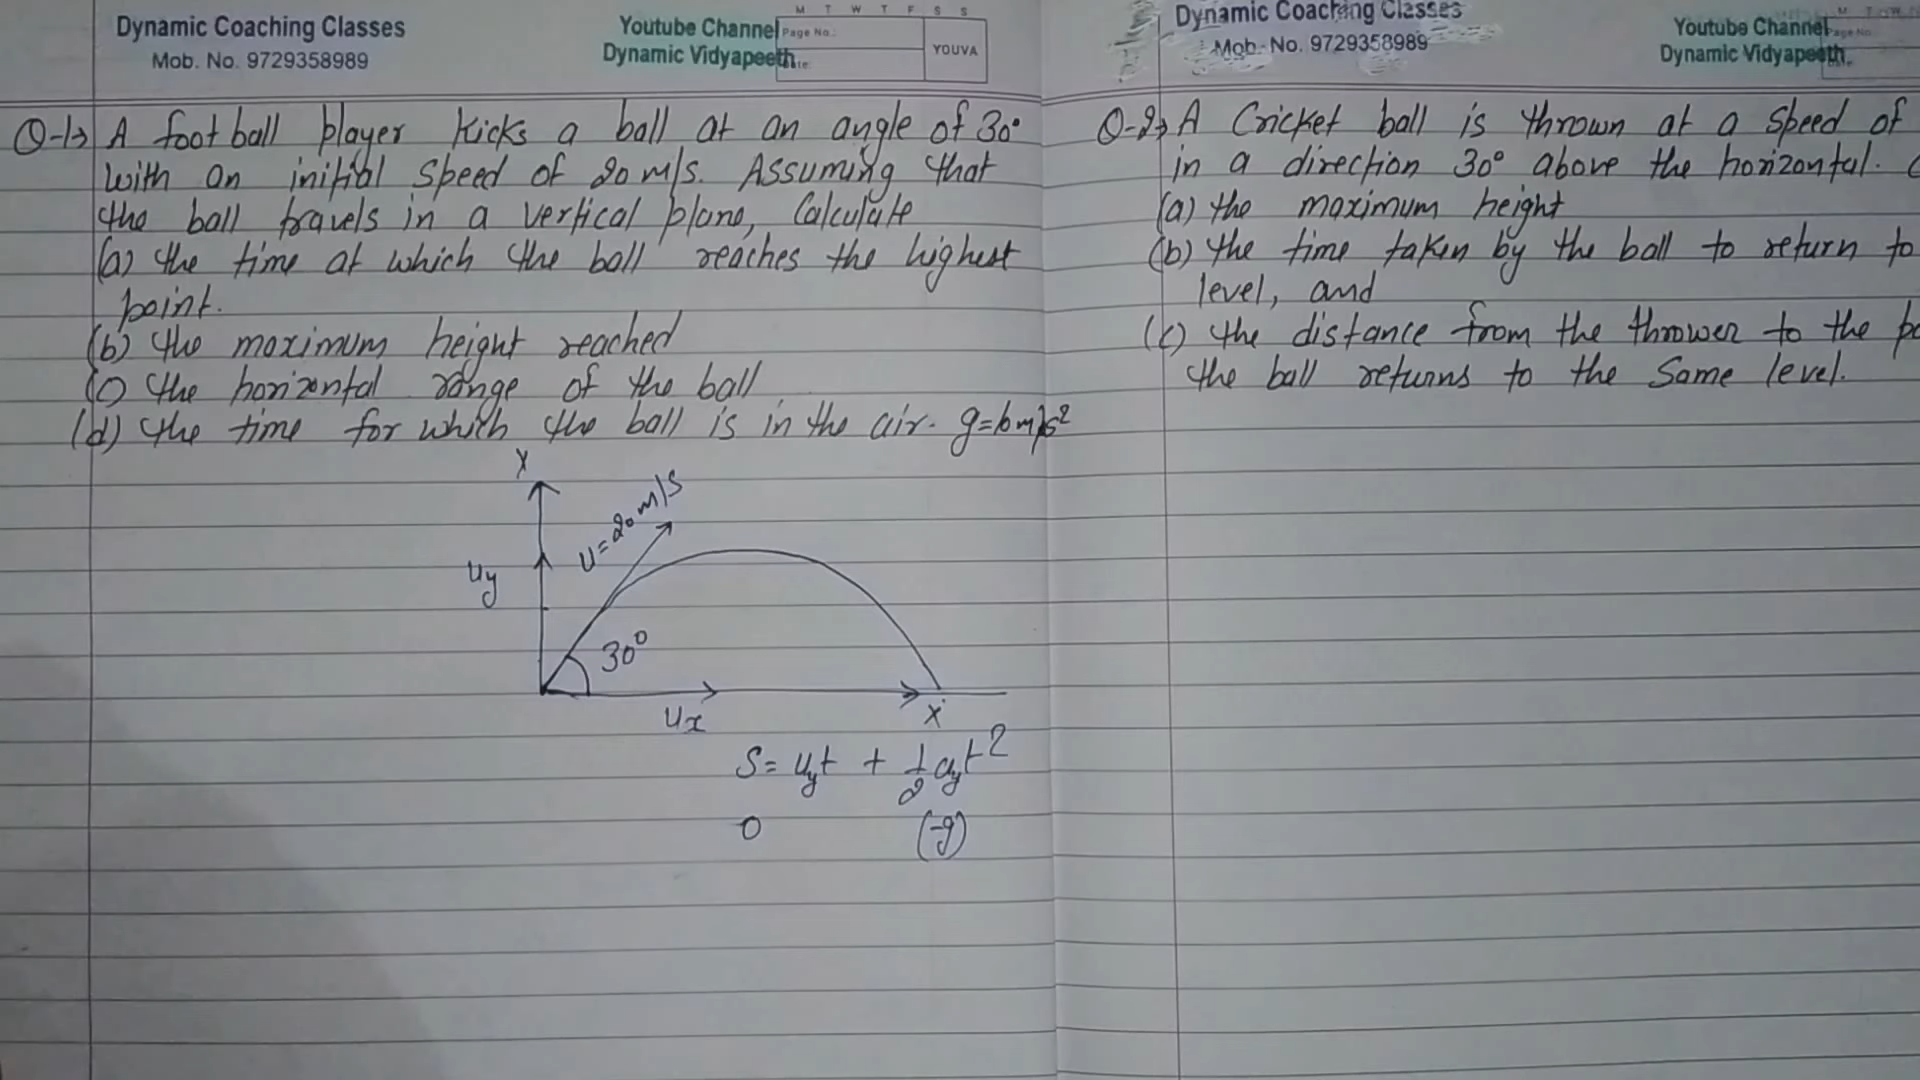 Dynamic Coaching Classes
Mob. No. 9729358989
Youtube Channel
Dynamic Vidyapeeth
M T W T F S S
Page No.:
YOUVA
Q-1→ A foot ball player kicks a ball at an angle of 30°
with an initial speed of 20 m/s. Assuming that
the ball travels in a vertical plane, Calculate
(a) the time at which the ball reaches the highest
point.
(b) the maximum height reached
(c) the horizontal range of the ball
(d) the time for which the ball is in the air. g=10 m/s²
Y
U=20 m/s
uy
30°
ux
X
S= uyt + 1/2 ayt²
0 (-g)
Dynamic Coaching Classes
Mob. No. 9729358989
Youtube Channel
Dynamic Vidyapeeth
Q-2→ A Cricket ball is thrown at a speed of
in a direction 30° above the horizontal.
(a) the maximum height
(b) the time taken by the ball to return to
level, and
(c) the distance from the thrower to the
the ball returns to the same level.